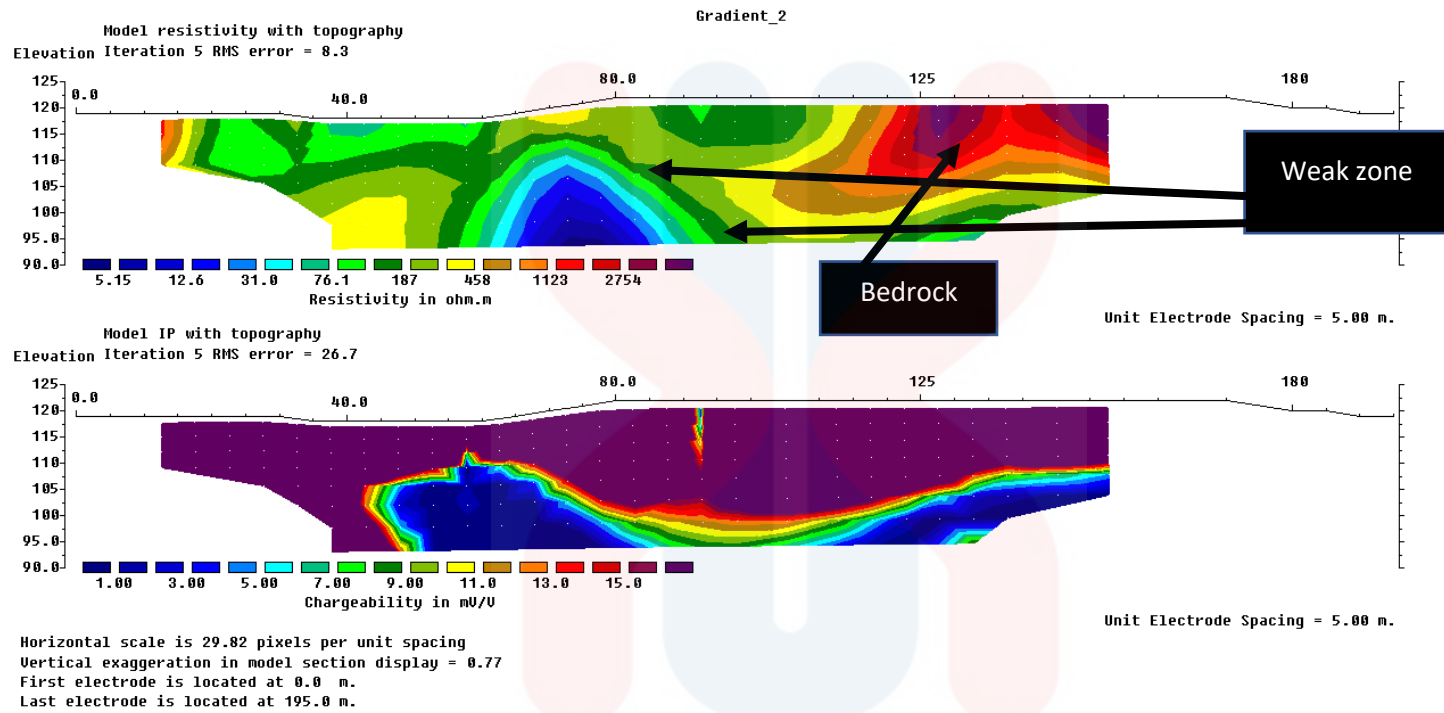 Gradient_2
Model resistivity with topography
Elevation Iteration 5 RMS error = 8.3
125
120
115
110
105
100
95.0
90.0
0.0 40.0 80.0 125 180
Weak zone
Bedrock
5.15 12.6 31.0 76.1 187 458 1123 2754
Resistivity in ohm.m
Unit Electrode Spacing = 5.00 m.
Model IP with topography
Elevation Iteration 5 RMS error = 26.7
125
120
115
110
105
100
95.0
90.0
0.0 40.0 80.0 125 180
1.00 3.00 5.00 7.00 9.00 11.0 13.0 15.0
Chargeability in mV/V
Unit Electrode Spacing = 5.00 m.
Horizontal scale is 29.82 pixels per unit spacing
Vertical exaggeration in model section display = 0.77
First electrode is located at 0.0 m.
Last electrode is located at 195.0 m.